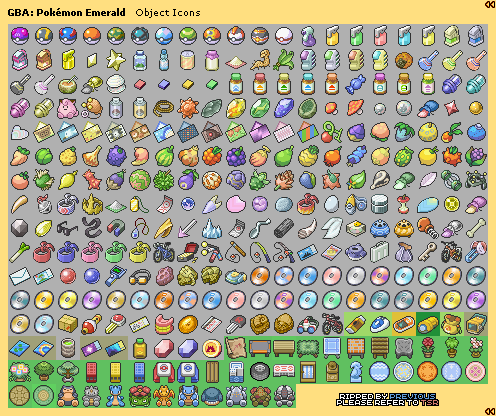 GBA: Pokémon Emerald Object Icons
RIPPED BY PREVIOUS
PLEASE REFER TO TSR